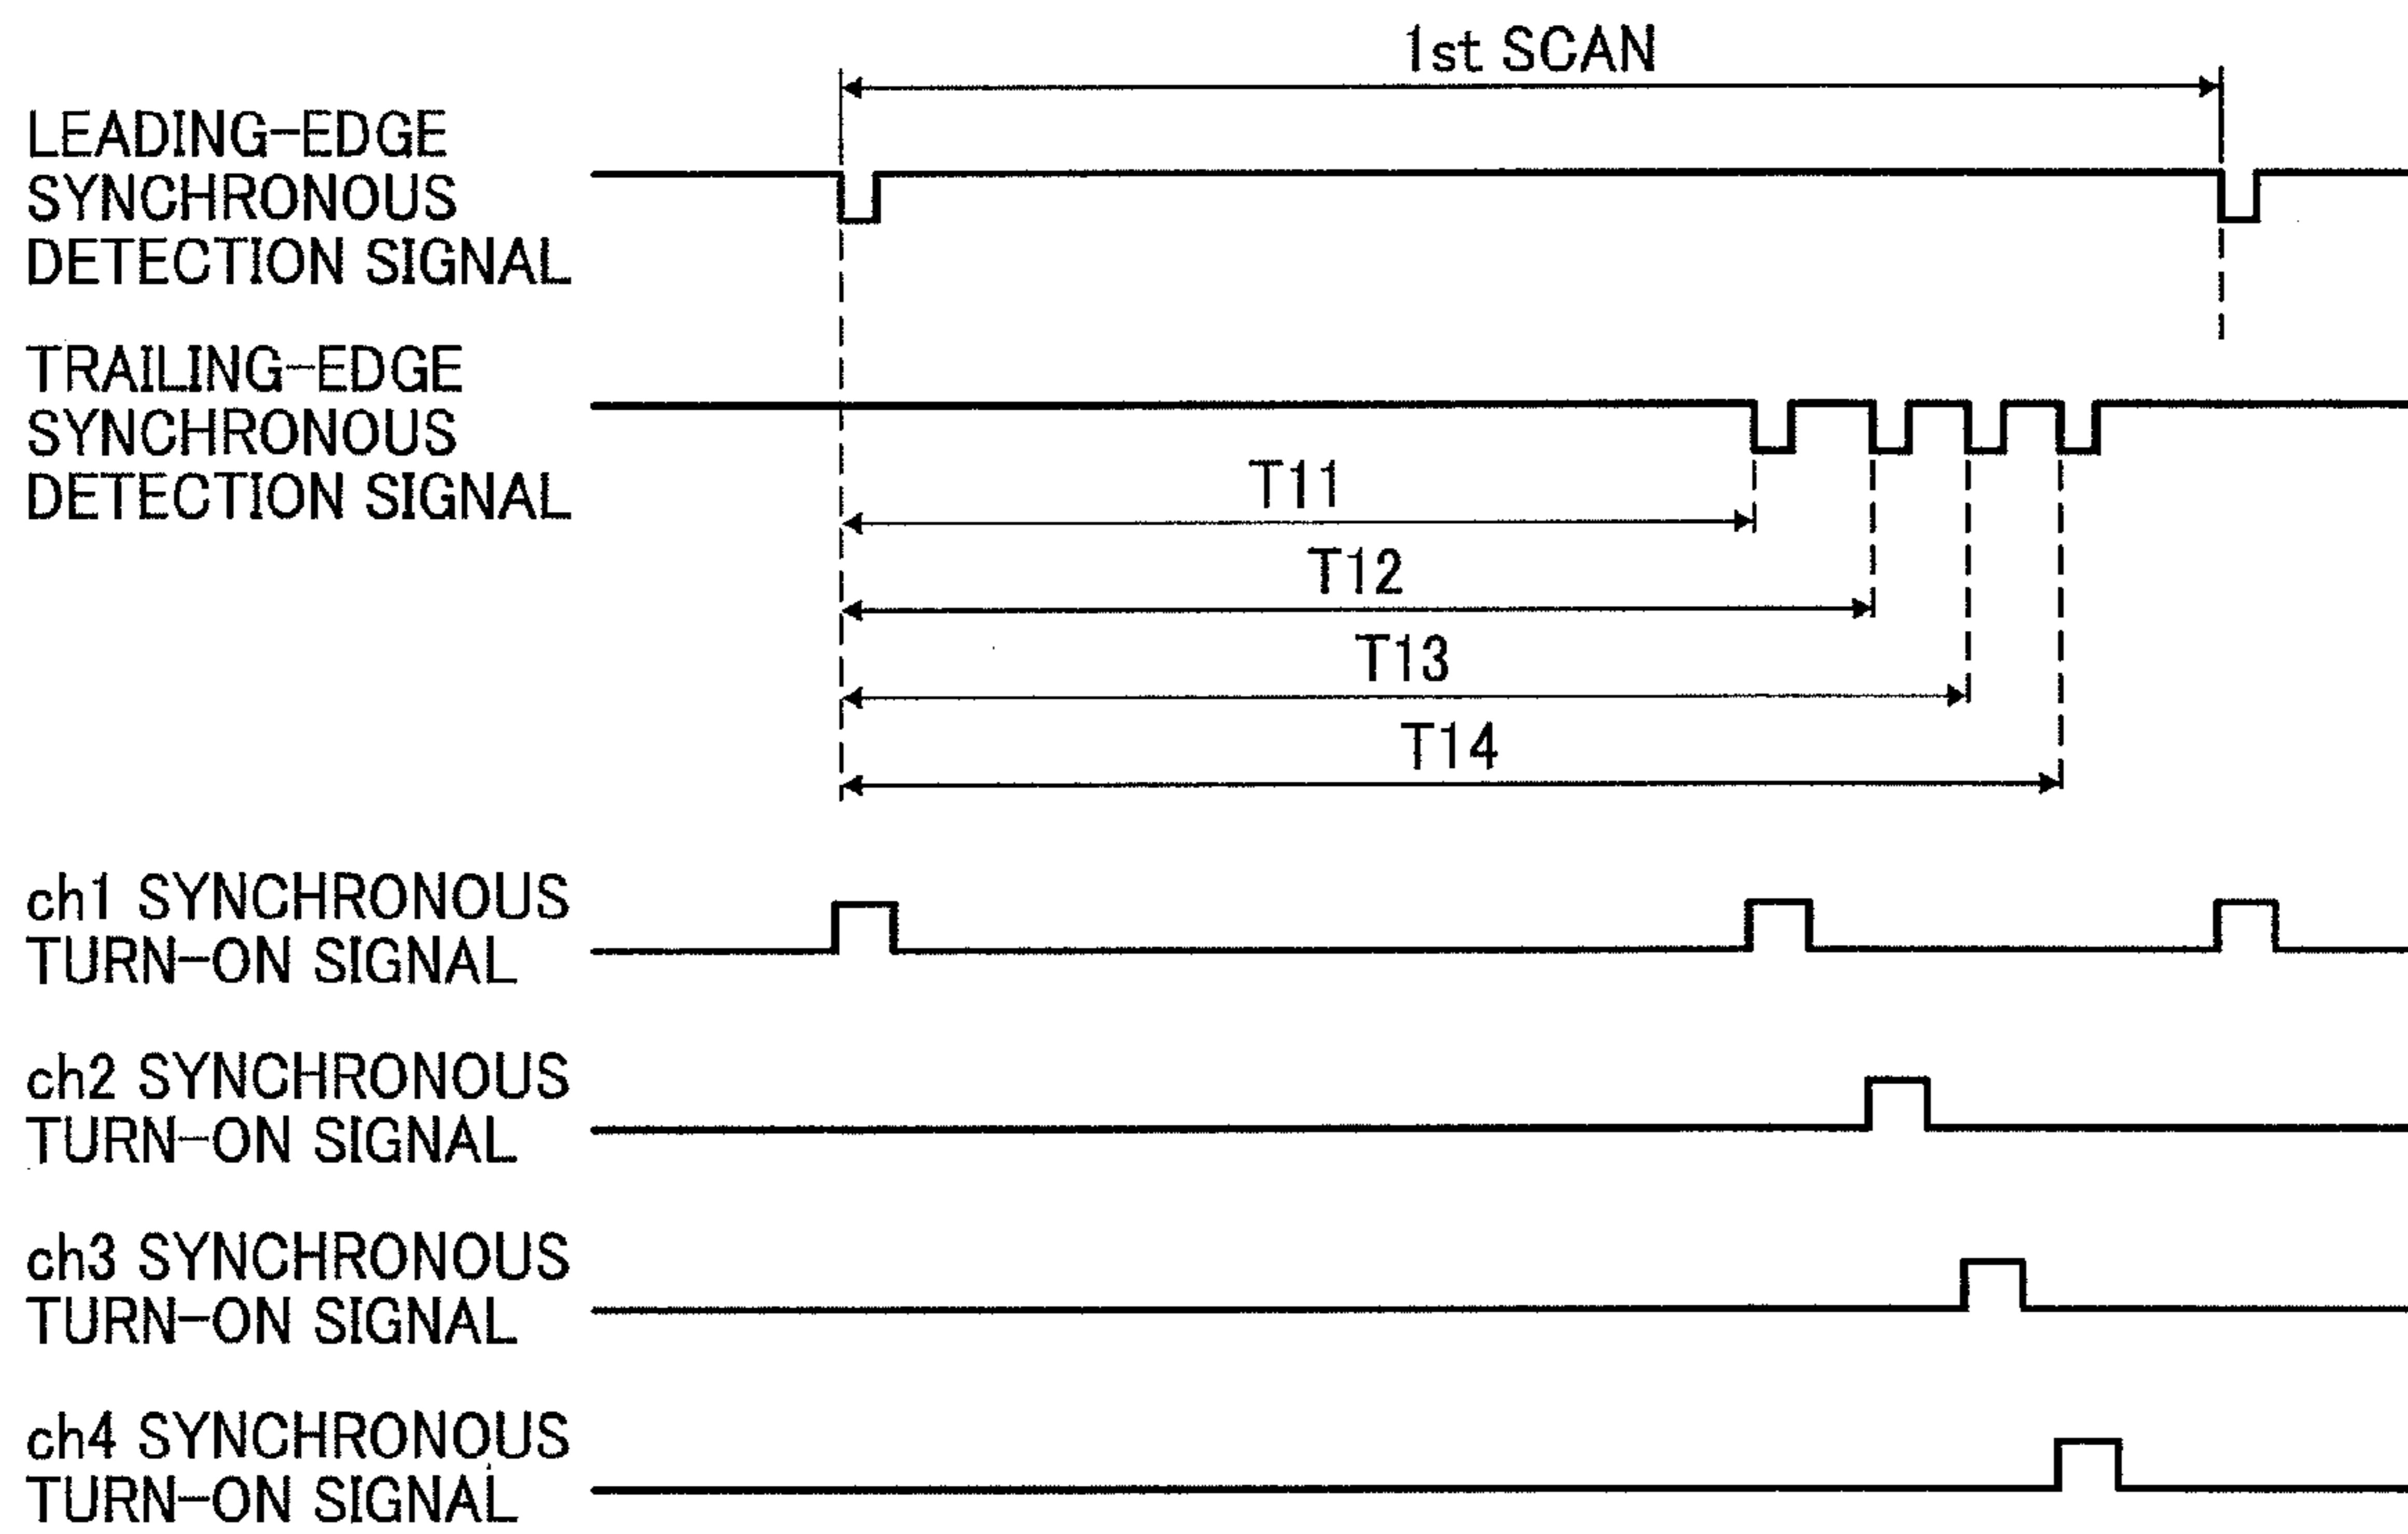 1st SCAN
LEADING-EDGE
SYNCHRONOUS
DETECTION SIGNAL
TRAILING-EDGE
SYNCHRONOUS
DETECTION SIGNAL
T11
T12
T13
T14
ch1 SYNCHRONOUS
TURN-ON SIGNAL
ch2 SYNCHRONOUS
TURN-ON SIGNAL
ch3 SYNCHRONOUS
TURN-ON SIGNAL
ch4 SYNCHRONOUS
TURN-ON SIGNAL